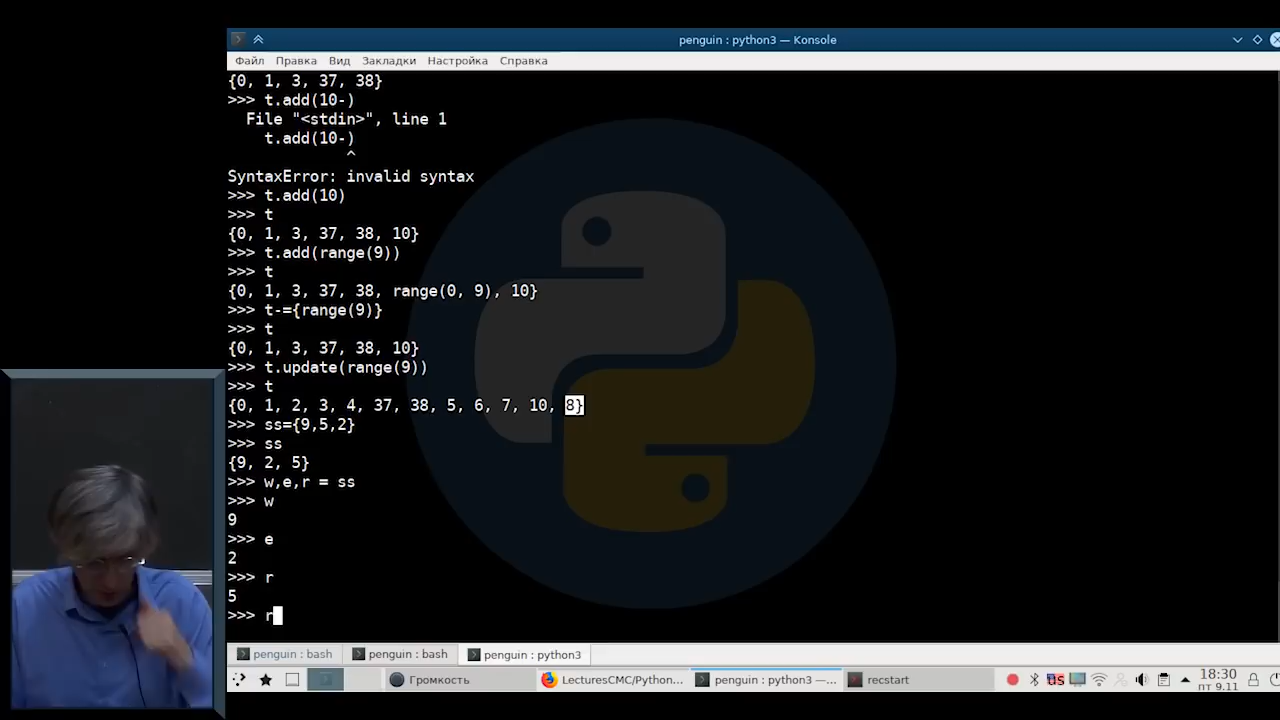 penguin : python3 — Konsole
Файл Правка Вид Закладки Настройка Справка
{0, 1, 3, 37, 38}
>>> t.add(10-)
  File "<stdin>", line 1
    t.add(10-)
             ^
SyntaxError: invalid syntax
>>> t.add(10)
>>> t
{0, 1, 3, 37, 38, 10}
>>> t.add(range(9))
>>> t
{0, 1, 3, 37, 38, range(0, 9), 10}
>>> t-={range(9)}
>>> t
{0, 1, 3, 37, 38, 10}
>>> t.update(range(9))
>>> t
{0, 1, 2, 3, 4, 37, 38, 5, 6, 7, 10, 8}
>>> ss={9,5,2}
>>> ss
{9, 2, 5}
>>> w,e,r = ss
>>> w
9
>>> e
2
>>> r
5
>>> r
penguin : bash penguin : bash penguin : python3
Громкость LecturesCMC/Python... penguin : python3 —... recstart us 18:30
пт 9.11